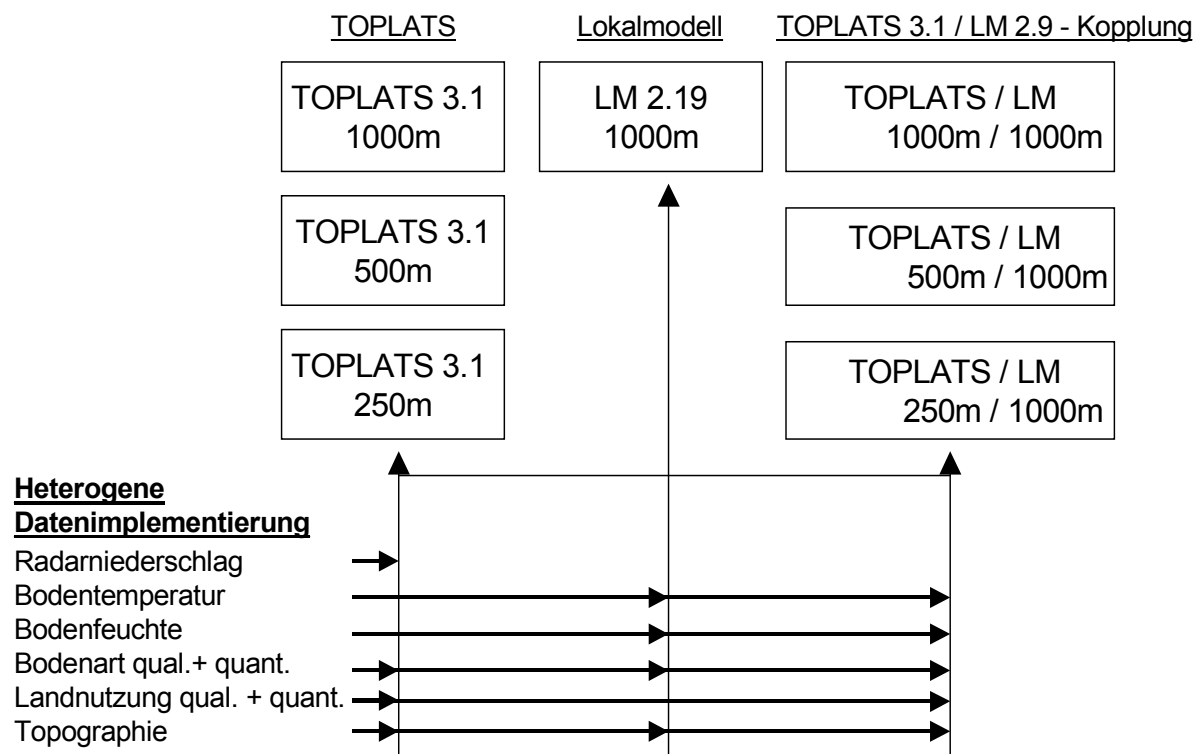 TOPLATS
Lokalmodell
TOPLATS 3.1 / LM 2.9 - Kopplung
TOPLATS 3.1
1000m
LM 2.19
1000m
TOPLATS / LM
1000m / 1000m
TOPLATS 3.1
500m
TOPLATS / LM
500m / 1000m
TOPLATS 3.1
250m
TOPLATS / LM
250m / 1000m
Heterogene
Datenimplementierung
Radarniederschlag
Bodentemperatur
Bodenfeuchte
Bodenart qual.+ quant.
Landnutzung qual. + quant.
Topographie